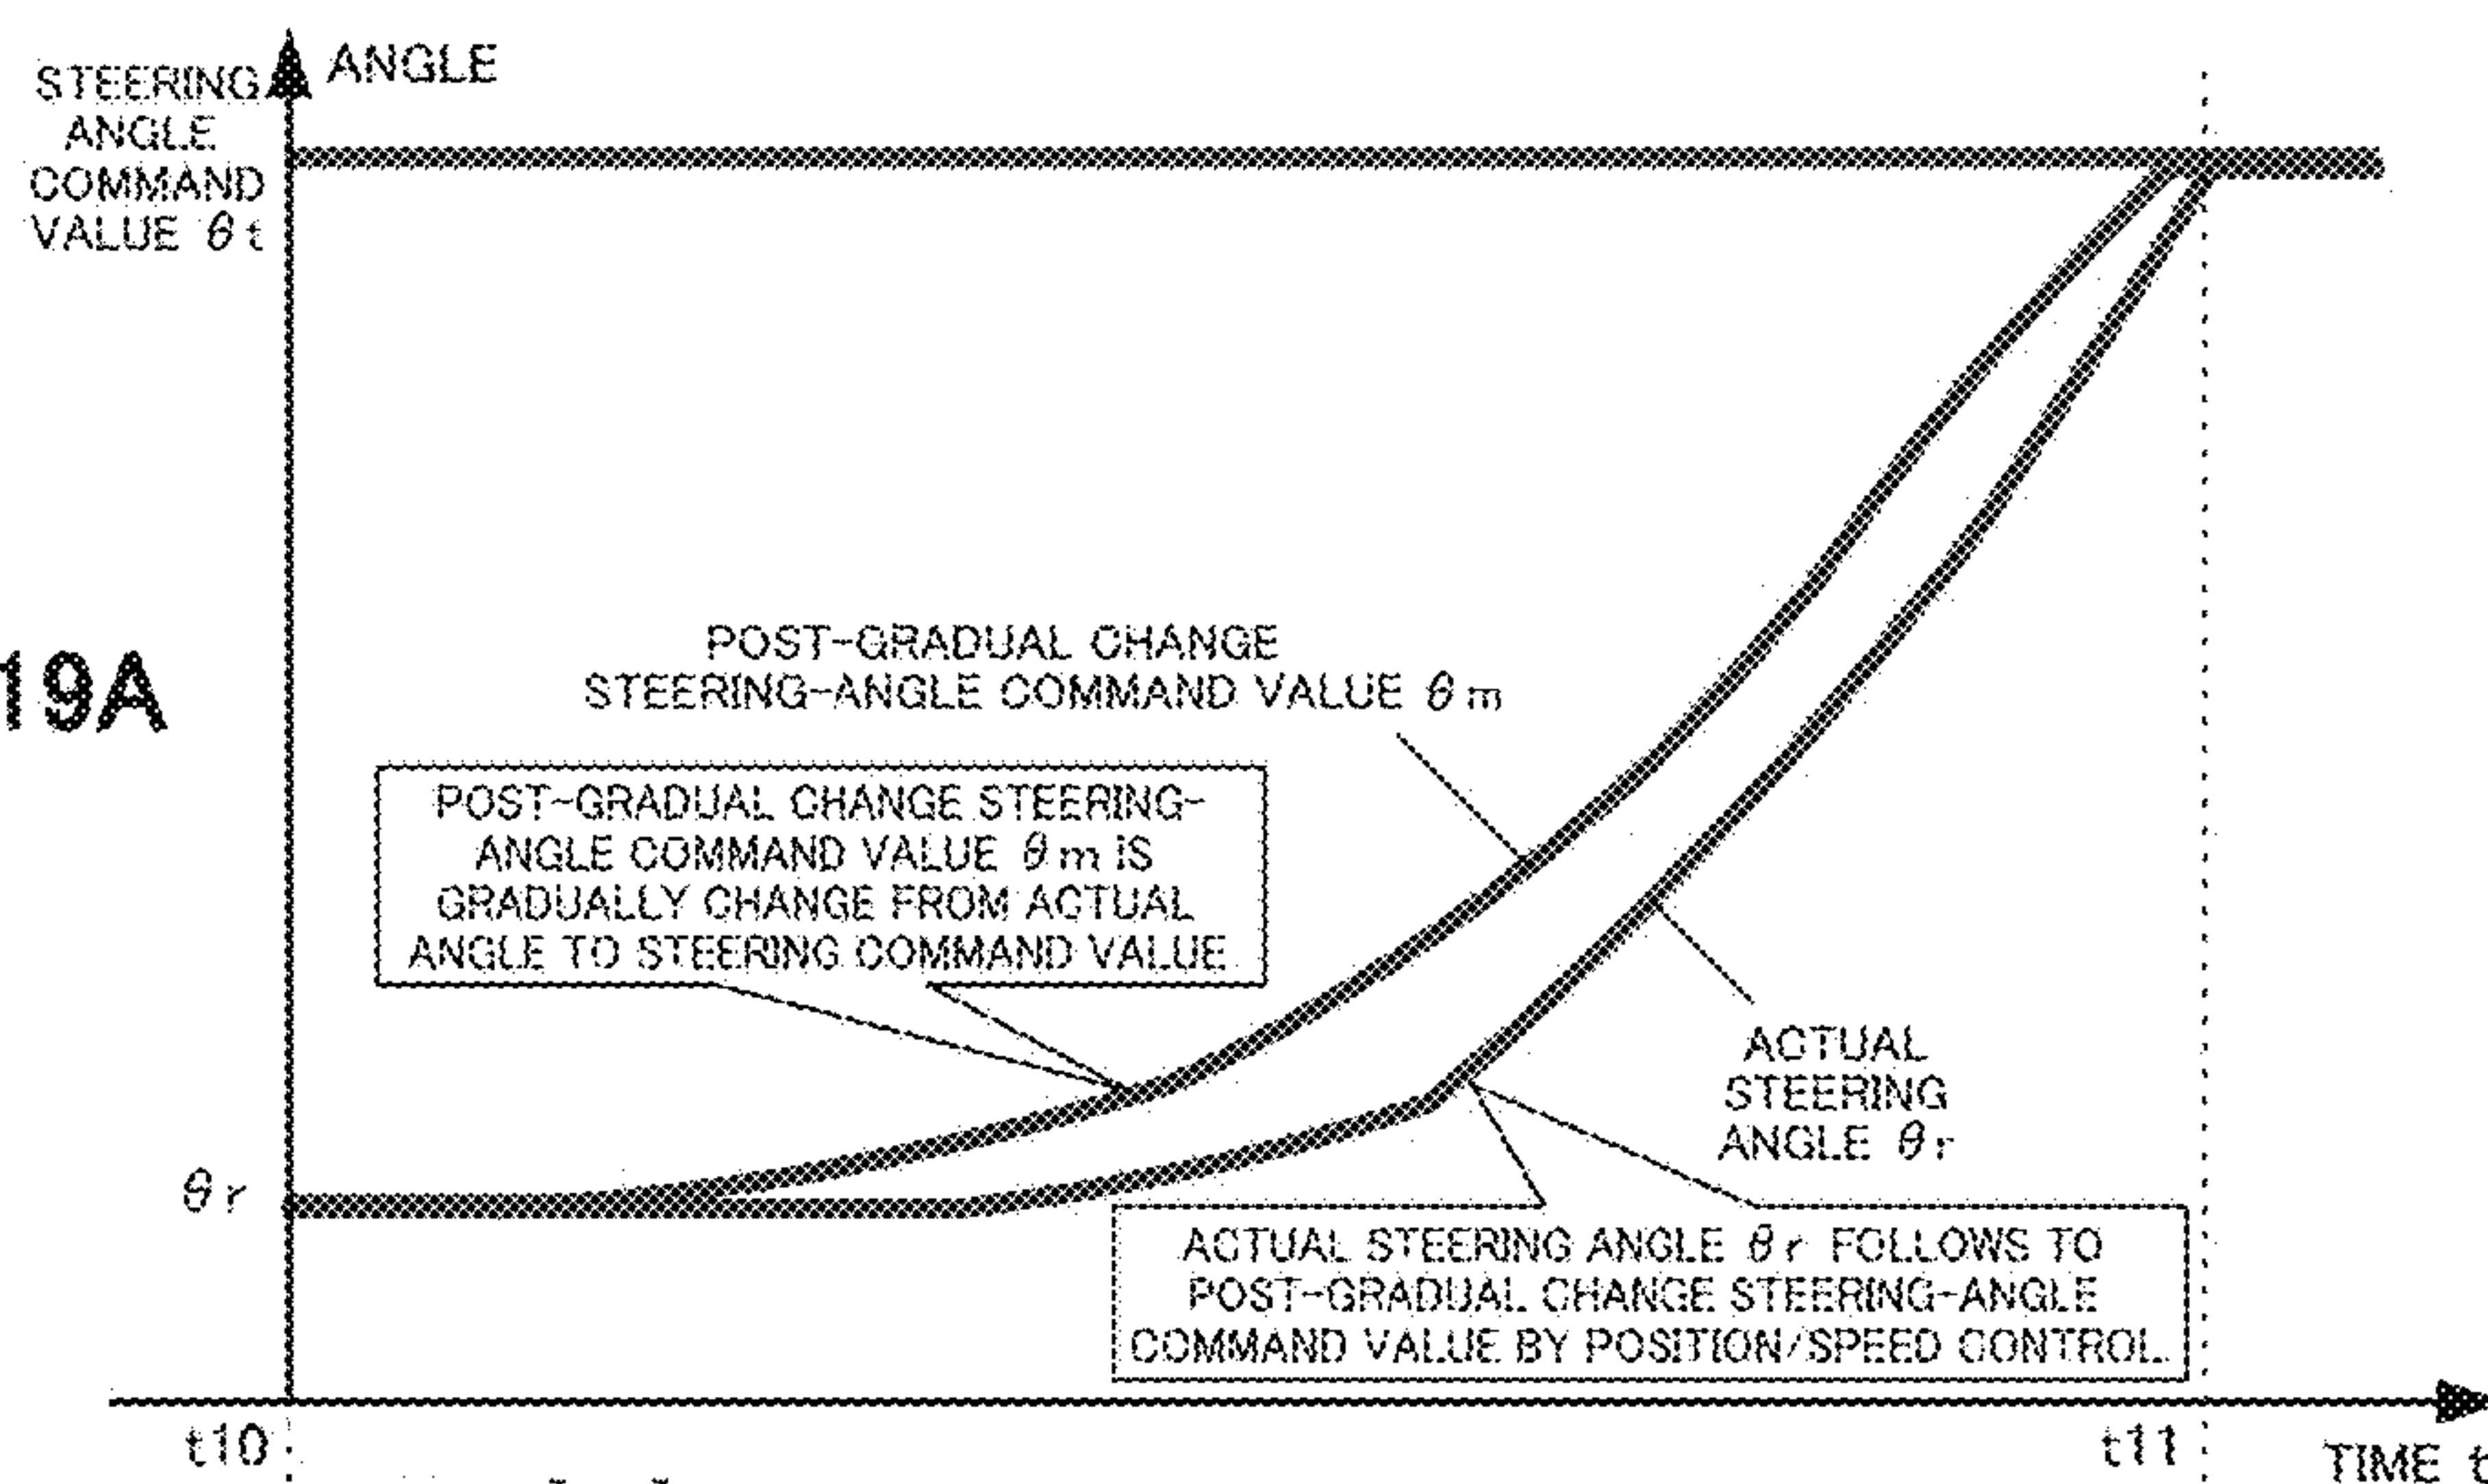 ANGLE
STEERING
ANGLE
COMMAND
VALUE θt
19A
POST-GRADUAL CHANGE
STEERING-ANGLE COMMAND VALUE θm
POST-GRADUAL CHANGE STEERING-
ANGLE COMMAND VALUE θm IS
GRADUALLY CHANGE FROM ACTUAL
ANGLE TO STEERING COMMAND VALUE
ACTUAL
STEERING
ANGLE θr
θr
ACTUAL STEERING ANGLE θr FOLLOWS TO
POST-GRADUAL CHANGE STEERING-ANGLE
COMMAND VALUE BY POSITION/SPEED CONTROL
t10
t11
TIME t